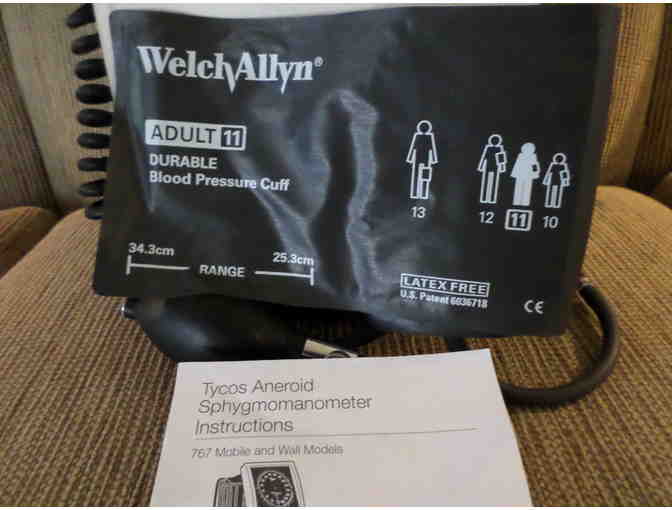 WelchAllyn®
ADULT 11
DURABLE
Blood Pressure Cuff
13
12 11 10
34.3cm 25.3cm
RANGE
LATEX FREE
U.S. Patent 6036718
CE
Tycos Aneroid
Sphygmomanometer
Instructions
767 Mobile and Wall Models